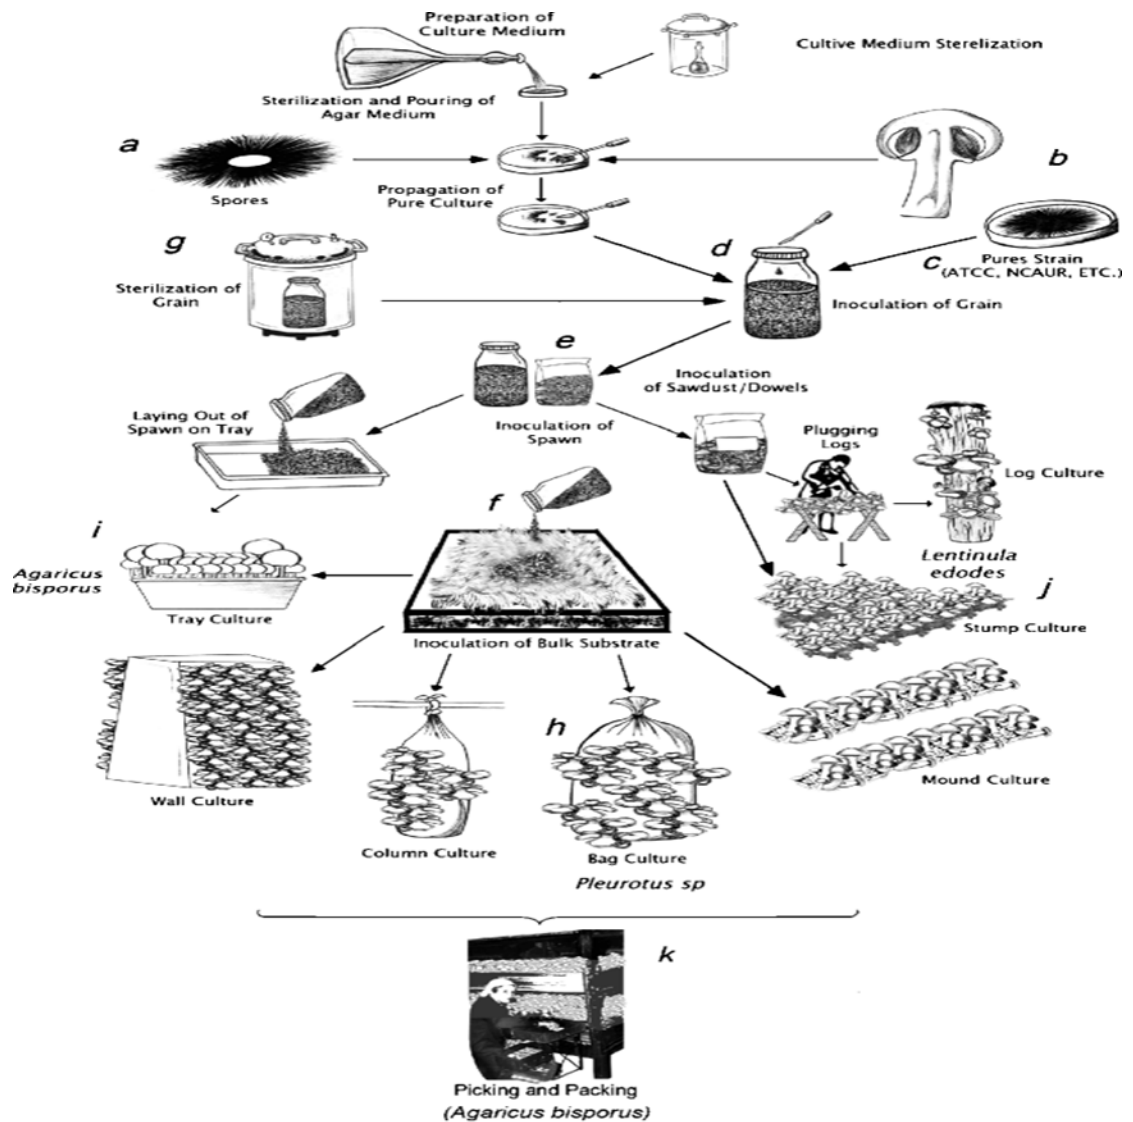 Preparation of
Culture Medium
Cultive Medium Sterelization
Sterilization and Pouring of
Agar Medium
a
Spores
b
Propagation of
Pure Culture
g
Sterilization of
Grain
d
c
Pures Strain
(ATCC, NCAUR, ETC.)
Inoculation of Grain
e
Inoculation
of Sawdust/Dowels
Laying Out of
Spawn on Tray
Inoculation of
Spawn
Plugging
Logs
Log Culture
f
i
Agaricus
bisporus
Lentinula
edodes
j
Tray Culture
Stump Culture
Inoculation of Bulk Substrate
h
Wall Culture
Mound Culture
Column Culture
Bag Culture
Pleurotus sp
k
Picking and Packing
(Agaricus bisporus)